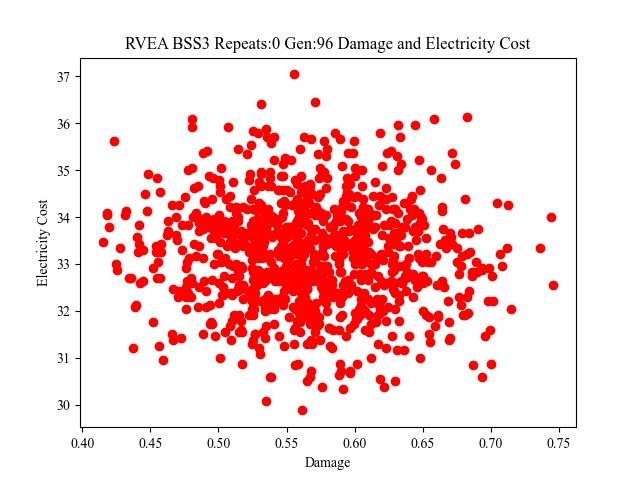 RVEA BSS3 Repeats:0 Gen:96 Damage and Electricity Cost
37
36
35
34
33
32
31
30
Electricity Cost
0.40 0.45 0.50 0.55 0.60 0.65 0.70 0.75
Damage